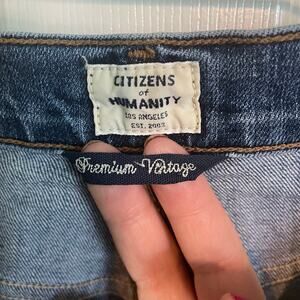 CITIZENS
of
HUMANITY
LOS ANGELES
EST. 2003
Premium Vintage